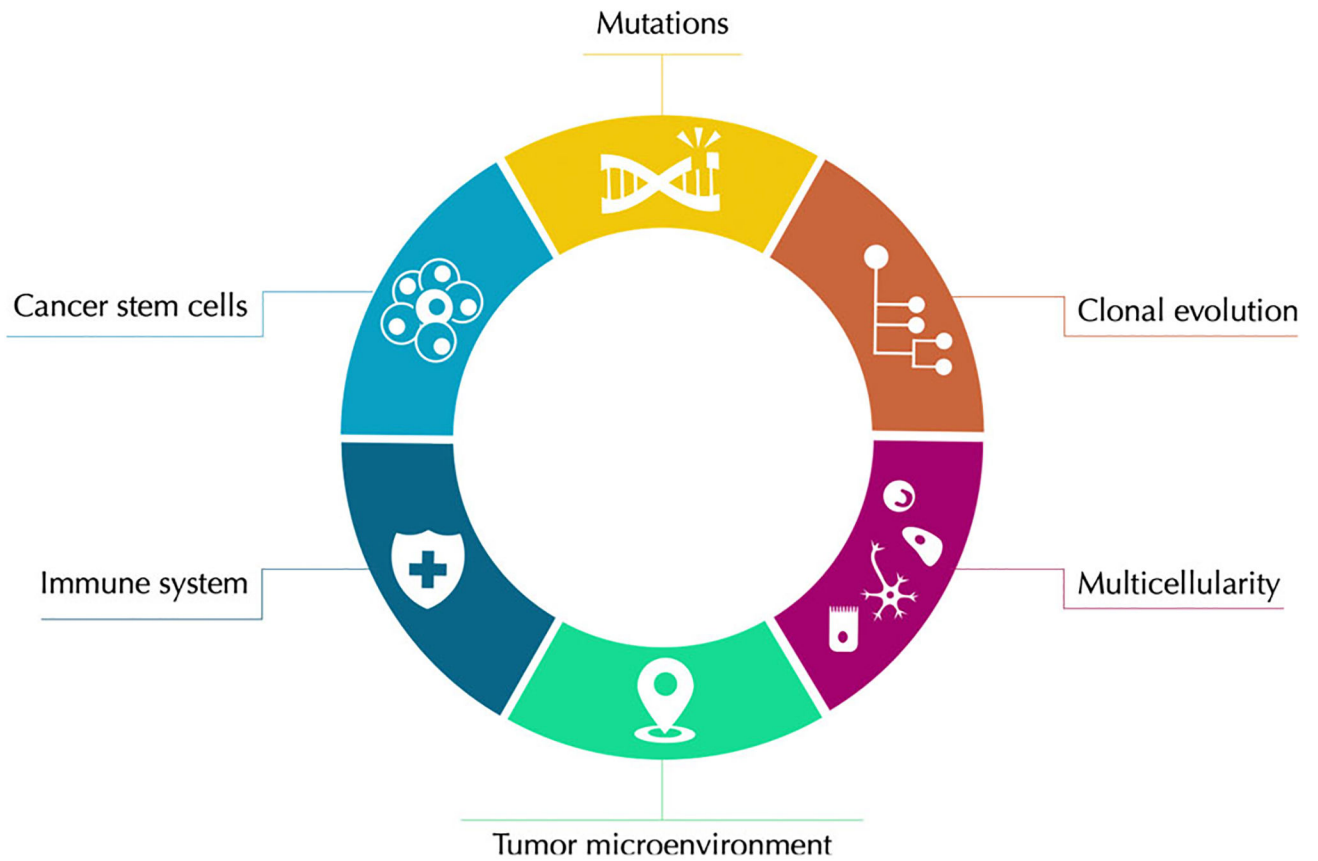 Mutations
Cancer stem cells
Clonal evolution
Immune system
Multicellularity
Tumor microenvironment